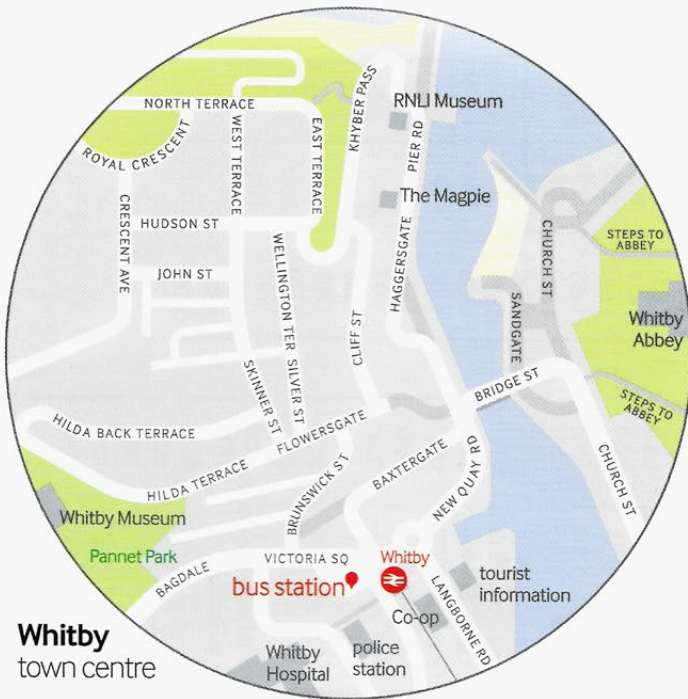 RNLI Museum
KHYBER PASS
PIER RD
NORTH TERRACE
WEST TERRACE
EAST TERRACE
ROYAL CRESCENT
The Magpie
CRESCENT AVE
HUDSON ST
CHURCH ST
STEPS TO
ABBEY
WELLINGTON TER
JOHN ST
HAGGERSGATE
SANDGATE
Whitby
Abbey
CLIFF ST
SKINNER ST
SILVER ST
BRIDGE ST
STEPS TO
ABBEY
HILDA BACK TERRACE
FLOWERSGATE
CHURCH ST
HILDA TERRACE
BRUNSWICK ST
BAXTERGATE
NEW QUAY RD
Whitby Museum
Pannet Park
BAGDALE
VICTORIA SQ
Whitby
bus station
tourist
information
LANGBORNE RD
Co-op
Whitby
Hospital
police
station
Whitby
town centre